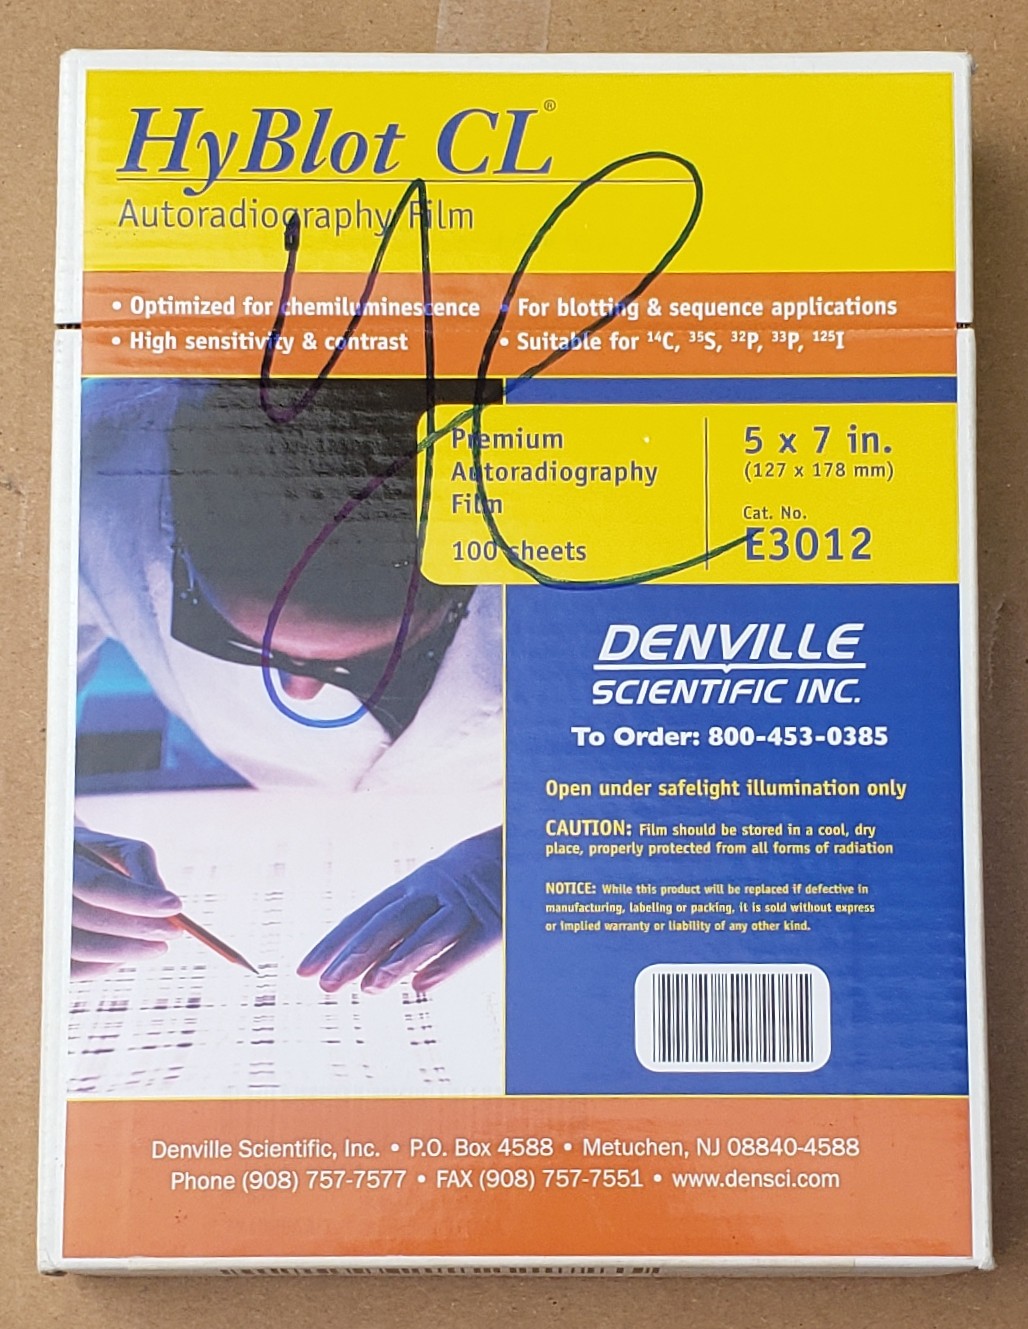 HyBlot CL®
Autoradiography Film
• Optimized for chemiluminescence • For blotting & sequence applications
• High sensitivity & contrast • Suitable for ¹⁴C, ³⁵S, ³²P, ³³P, ¹²⁵I
Premium
Autoradiography
Film
100 sheets
5 x 7 in.
(127 x 178 mm)
Cat. No.
E3012
DENVILLE
SCIENTIFIC INC.
To Order: 800-453-0385
Open under safelight illumination only
CAUTION: Film should be stored in a cool, dry
place, properly protected from all forms of radiation
NOTICE: While this product will be replaced if defective in
manufacturing, labeling or packing, it is sold without express
or implied warranty or liability of any other kind.
Denville Scientific, Inc. • P.O. Box 4588 • Metuchen, NJ 08840-4588
Phone (908) 757-7577 • FAX (908) 757-7551 • www.densci.com